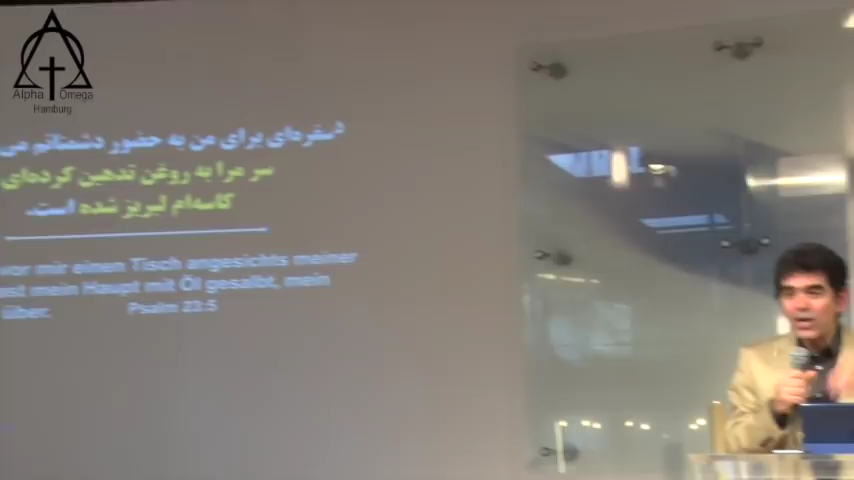 Alpha Omega
Hamburg
سفره‌ای برای من به حضور دشمنانم می
سر مرا به روغن تدهین کرده‌ای
کاسه‌ام لبریز شده است.
vor mir einen Tisch angesichts meiner
ust mein Haupt mit Öl gesalbt, mein
über. Psalm 23:5